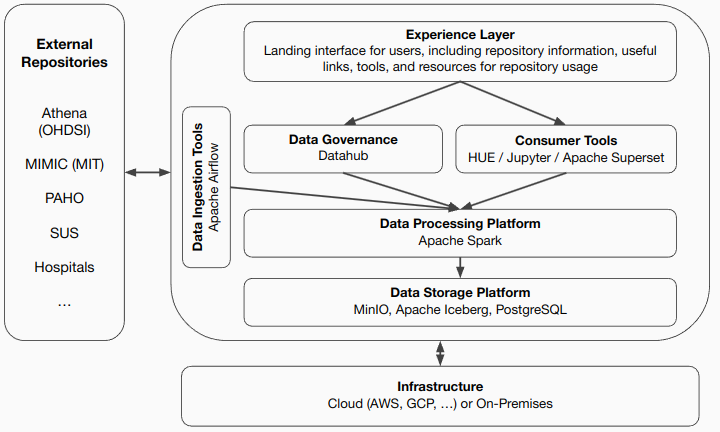 External
Repositories
Athena
(OHDSI)
MIMIC (MIT)
PAHO
SUS
Hospitals
...
Experience Layer
Landing interface for users, including repository information, useful
links, tools, and resources for repository usage
Data Ingestion Tools
Apache Airflow
Data Governance
Datahub
Consumer Tools
HUE / Jupyter / Apache Superset
Data Processing Platform
Apache Spark
Data Storage Platform
MinIO, Apache Iceberg, PostgreSQL
Infrastructure
Cloud (AWS, GCP, ...) or On-Premises